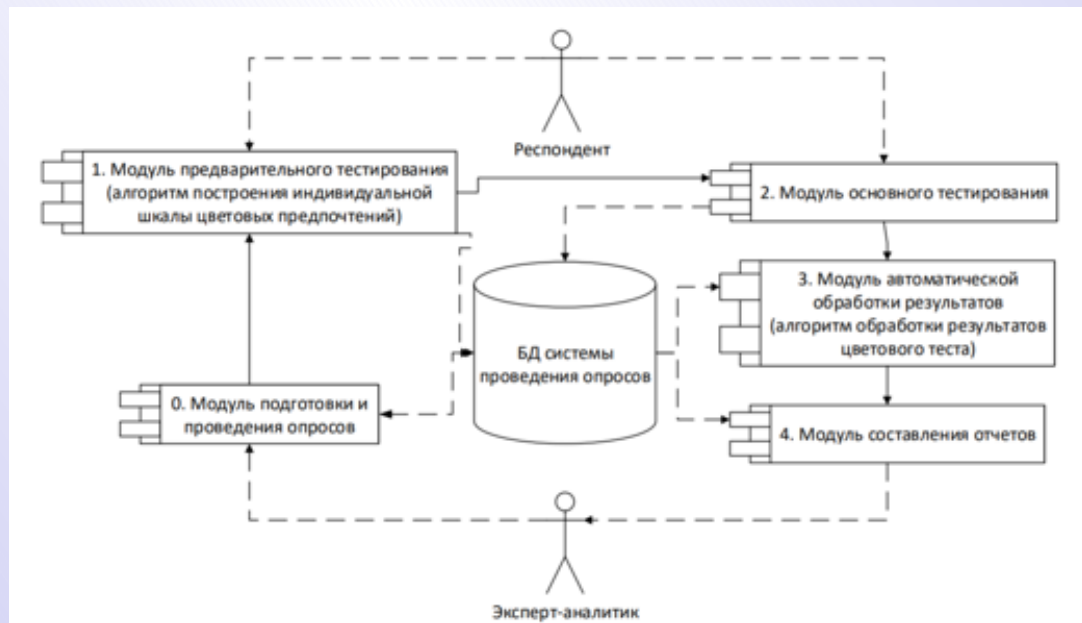 Респондент
1. Модуль предварительного тестирования
(алгоритм построения индивидуальной
шкалы цветовых предпочтений)
2. Модуль основного тестирования
3. Модуль автоматической
обработки результатов
(алгоритм обработки результатов
цветового теста)
БД системы
проведения опросов
0. Модуль подготовки и
проведения опросов
4. Модуль составления отчетов
Эксперт-аналитик